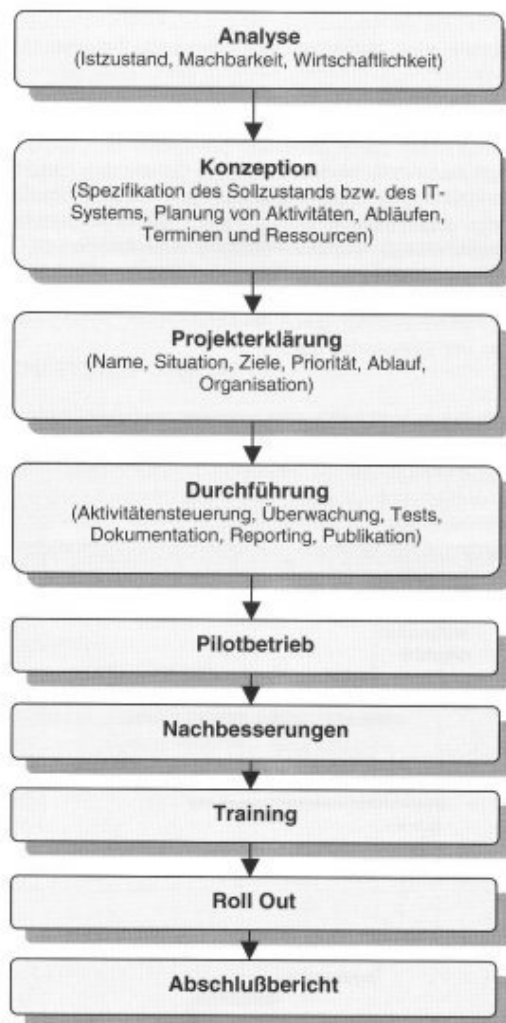 Analyse
(Istzustand, Machbarkeit, Wirtschaftlichkeit)
Konzeption
(Spezifikation des Sollzustands bzw. des IT-
Systems, Planung von Aktivitäten, Abläufen,
Terminen und Ressourcen)
Projekterklärung
(Name, Situation, Ziele, Priorität, Ablauf,
Organisation)
Durchführung
(Aktivitätensteuerung, Überwachung, Tests,
Dokumentation, Reporting, Publikation)
Pilotbetrieb
Nachbesserungen
Training
Roll Out
Abschlußbericht